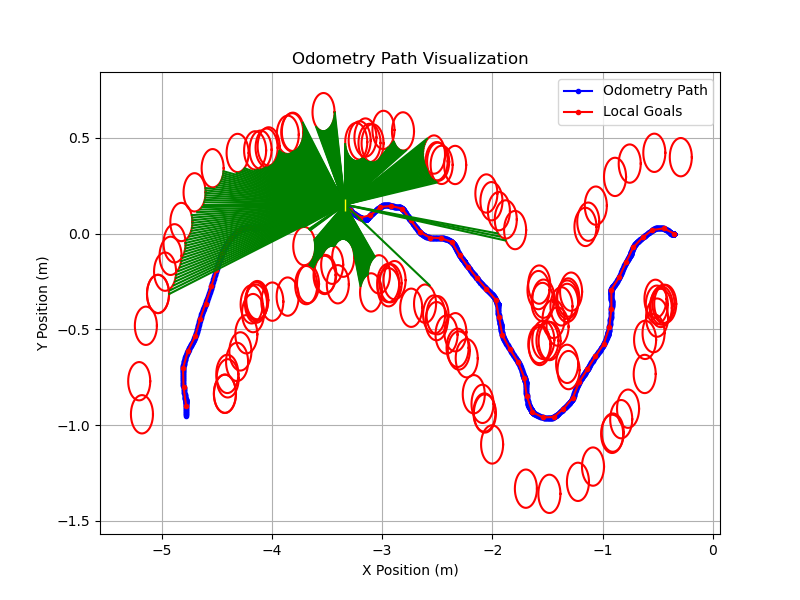 Odometry Path Visualization
Odometry Path
Local Goals
Y Position (m)
0.5
0.0
−0.5
−1.0
−1.5
−5
−4
−3
−2
−1
0
X Position (m)